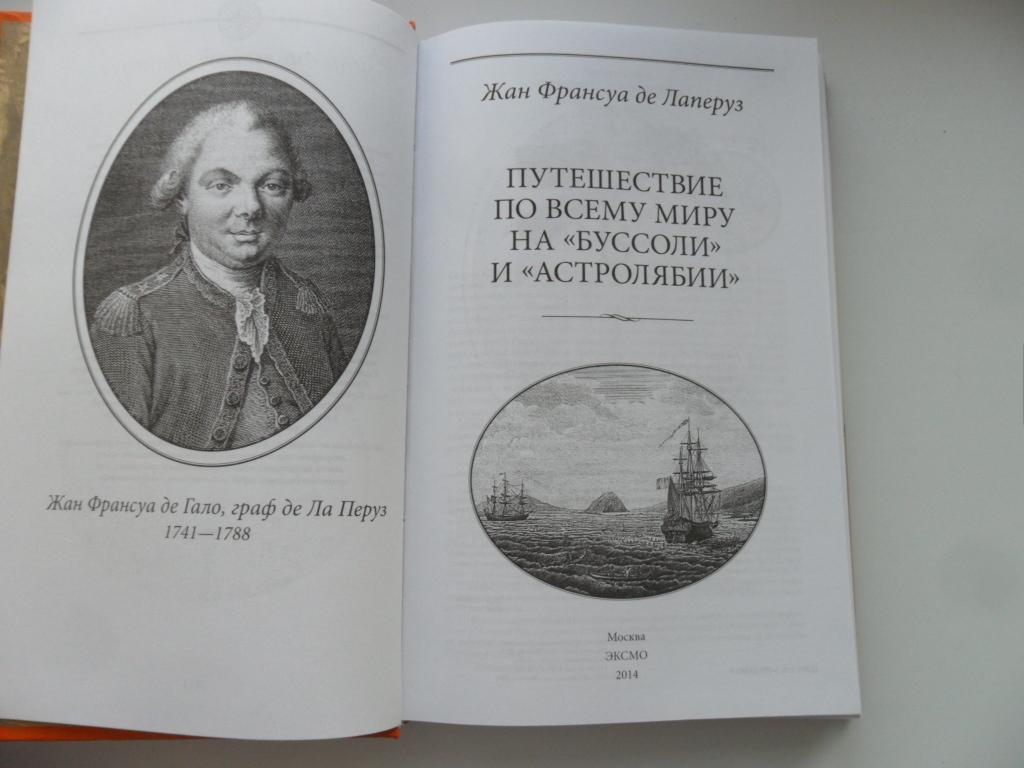 Жан Франсуа де Гало, граф де Ла Перуз
1741—1788
Жан Франсуа де Лаперуз
ПУТЕШЕСТВИЕ
ПО ВСЕМУ МИРУ
НА «БУССОЛИ»
И «АСТРОЛЯБИИ»
Москва
ЭКСМО
2014